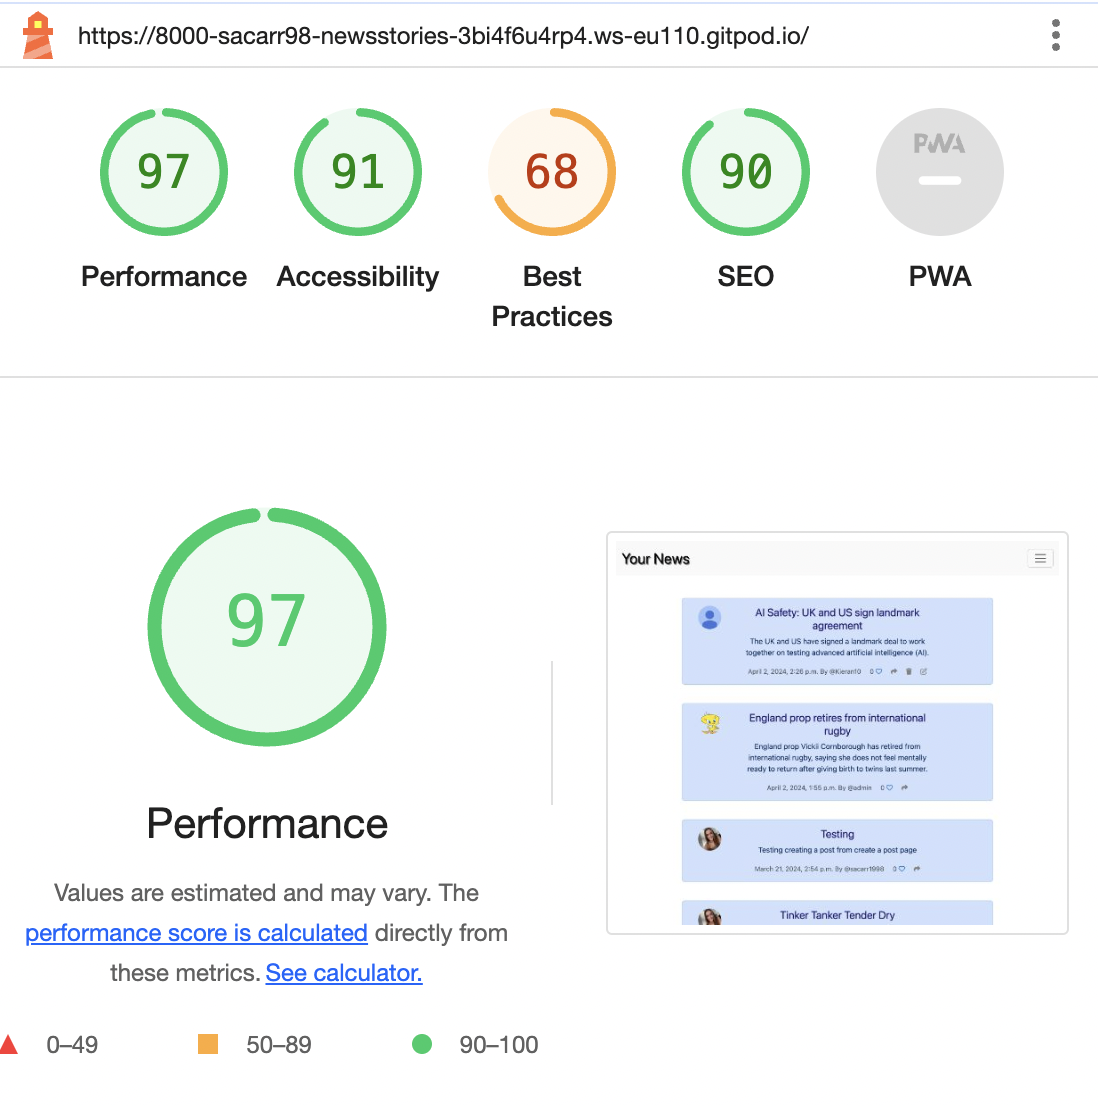 https://8000-sacarr98-newsstories-3bi4f6u4rp4.ws-eu110.gitpod.io/
97
91
68
90
PWA
Performance
Accessibility
Best
Practices
SEO
PWA
97
Performance
Values are estimated and may vary. The
performance score is calculated directly from
these metrics. See calculator.
0–49
50–89
90–100
Your News
AI Safety: UK and US sign landmark
agreement
The UK and US have signed a landmark deal to work
together on testing advanced artificial intelligence (AI).
April 2, 2024, 2:26 p.m. By @Kieran10 0
England prop retires from international
rugby
England prop Vickii Cornborough has retired from
international rugby, saying she does not feel mentally
ready to return after giving birth to twins last summer.
April 2, 2024, 1:55 p.m. By @admin 0
Testing
Testing creating a post from create a post page
March 21, 2024, 2:54 p.m. By @sacarr1998 0
Tinker Tanker Tender Dry